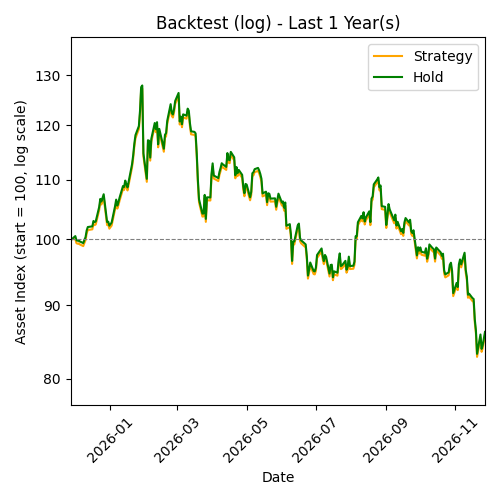 Backtest (log) - Last 1 Year(s)
Strategy
Hold
Asset Index (start = 100, log scale)
130
120
110
100
90
80
2026-01
2026-03
2026-05
2026-07
2026-09
2026-11
Date